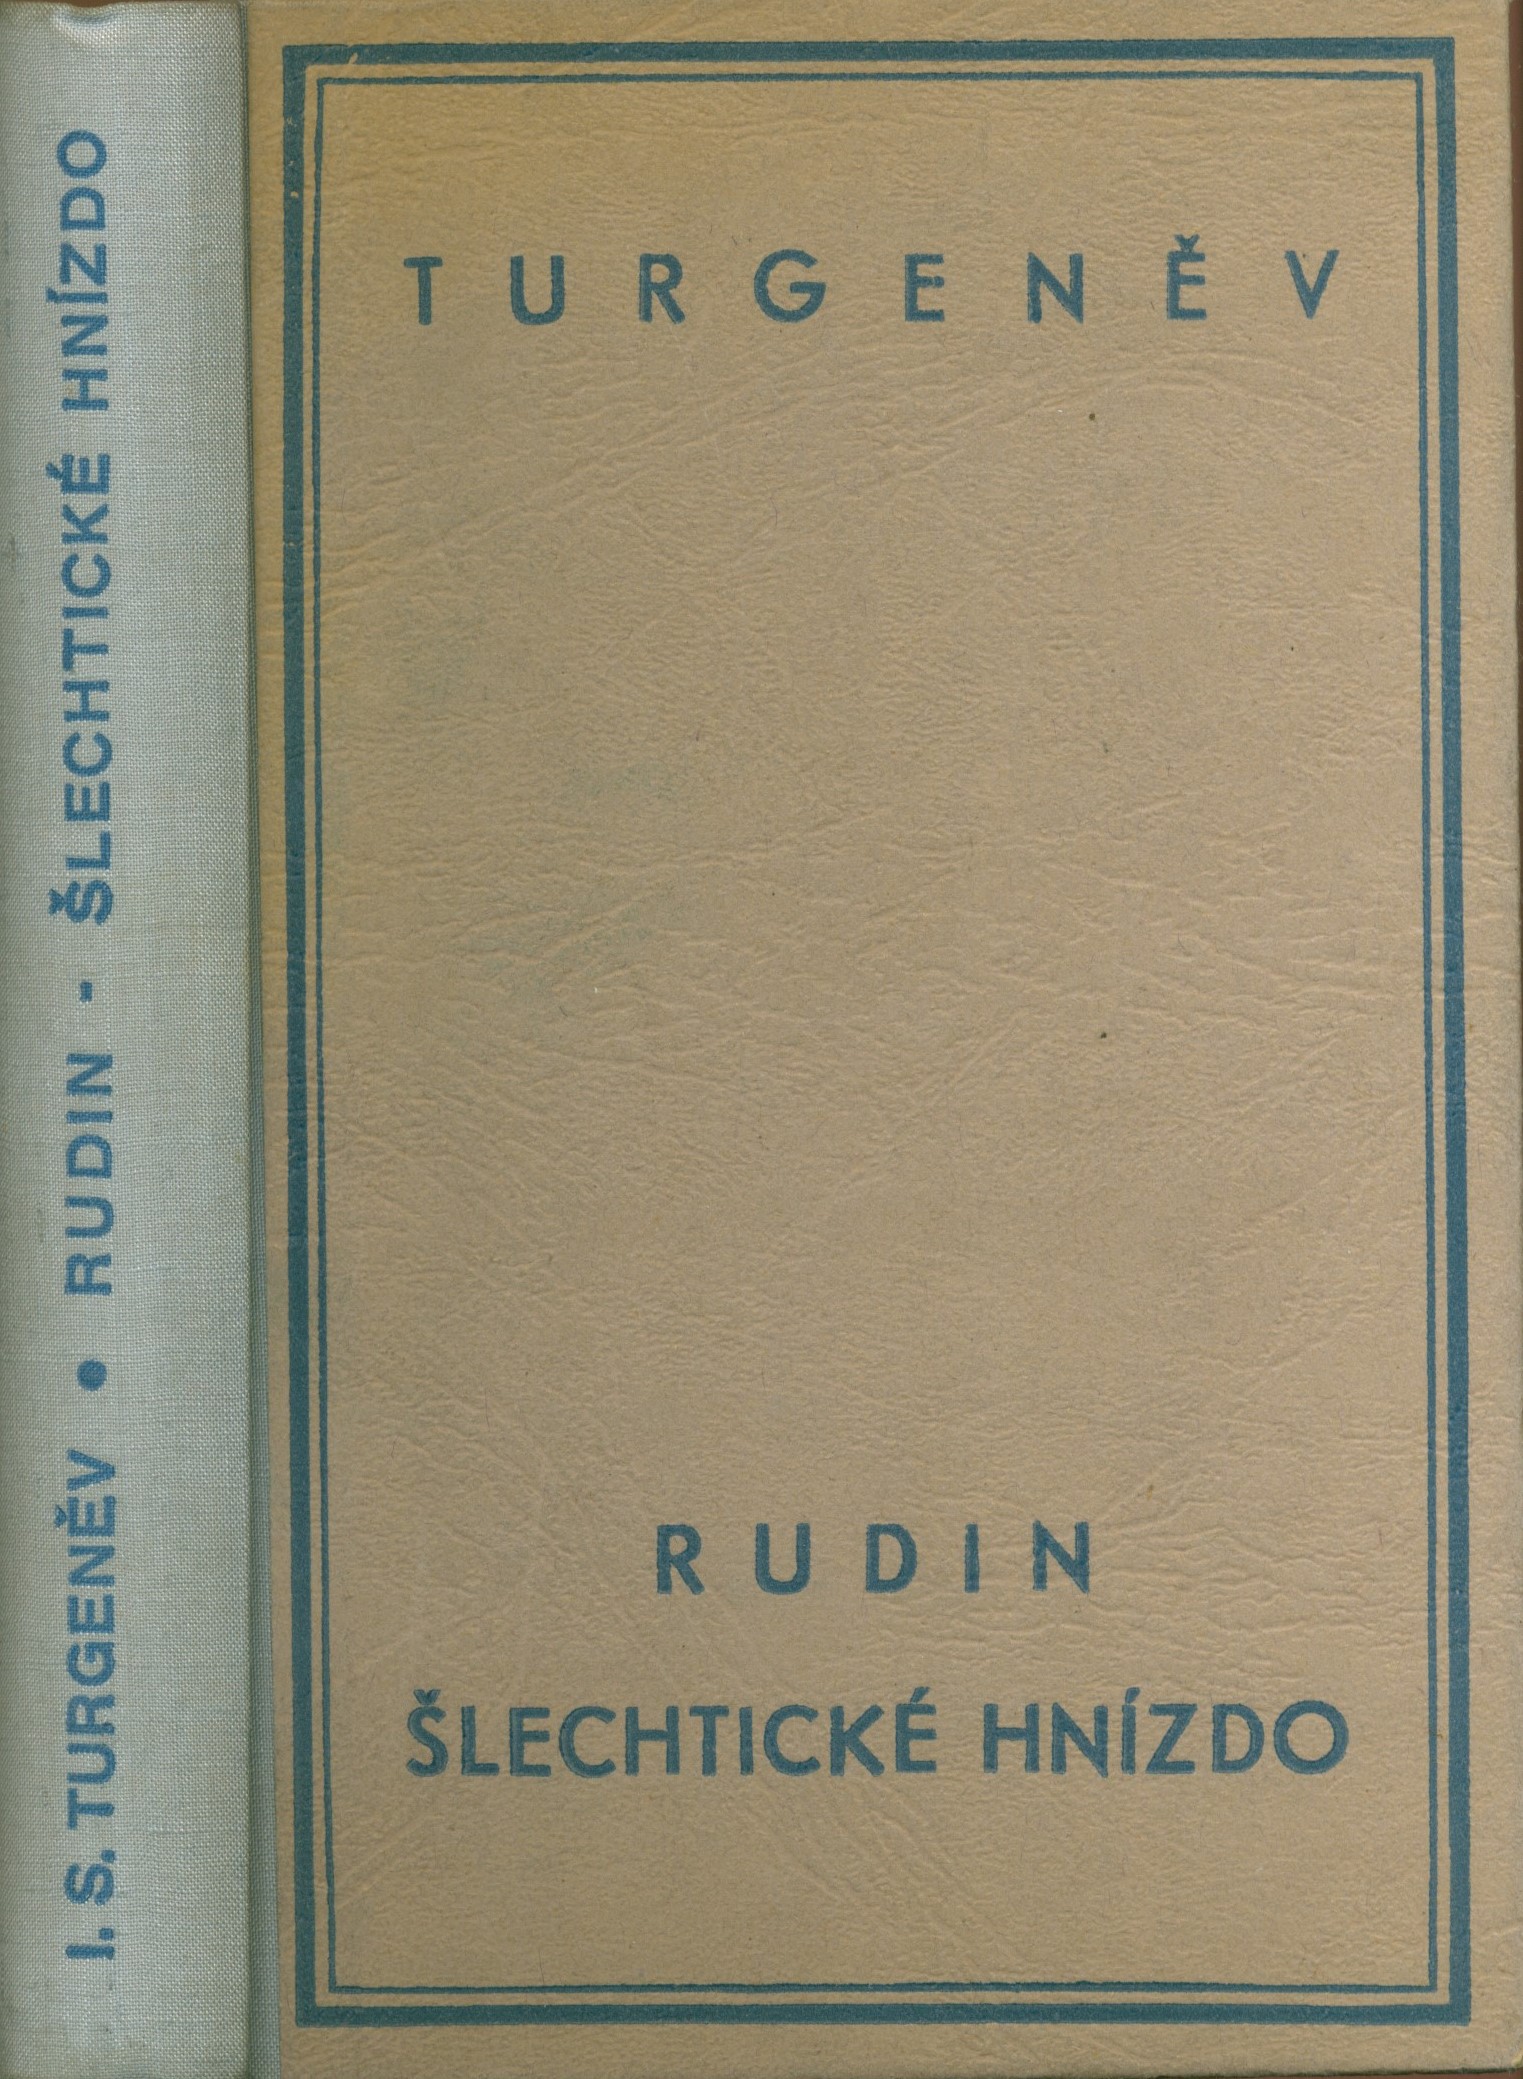 I. S. TURGENĚV • RUDIN - ŠLECHTICKÉ HNÍZDO
TURGENĚV
RUDIN
ŠLECHTICKÉ HNÍZDO